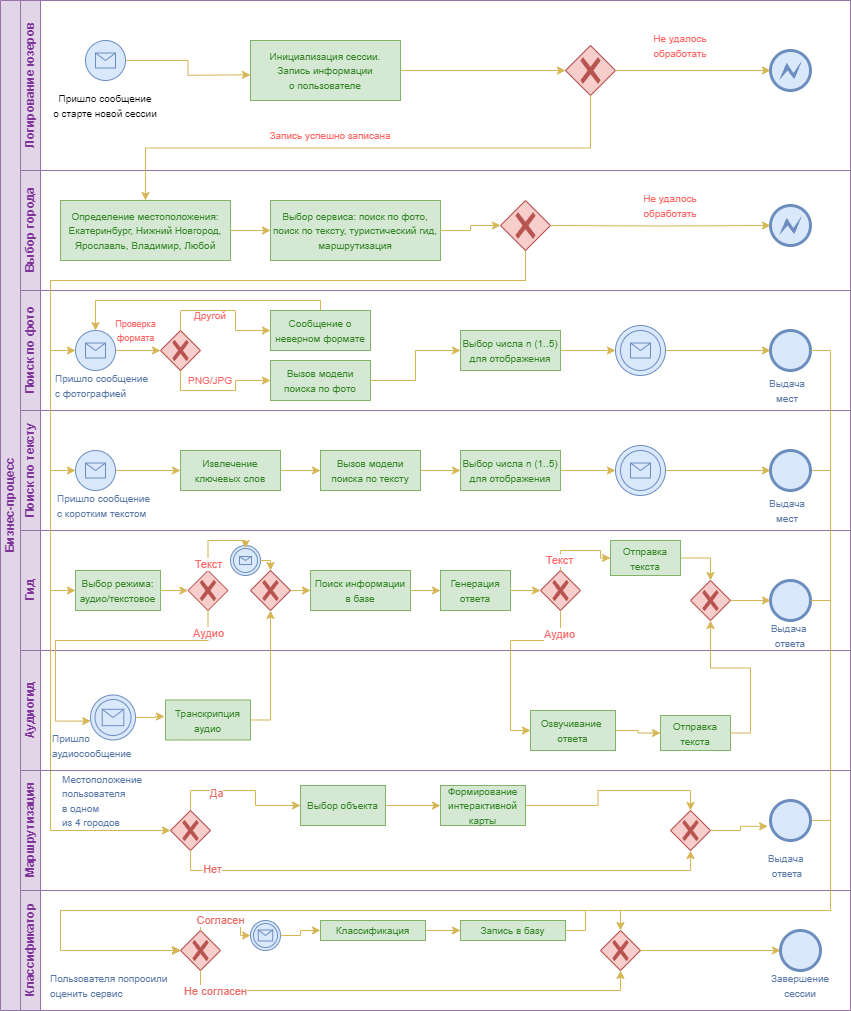 Бизнес-процесс
Логирование юзеров
Пришло сообщение
о старте новой сессии
Инициализация сессии.
Запись информации
о пользователе
Не удалось
обработать
Запись успешно записана
Выбор города
Определение местоположения:
Екатеринбург, Нижний Новгород,
Ярославль, Владимир, Любой
Выбор сервиса: поиск по фото,
поиск по тексту, туристический гид,
маршрутизация
Не удалось
обработать
Поиск по фото
Пришло сообщение
с фотографией
Проверка
формата
Другой
PNG/JPG
Сообщение о
неверном формате
Вызов модели
поиска по фото
Выбор числа n (1..5)
для отображения
Выдача
мест
Поиск по тексту
Пришло сообщение
с коротким текстом
Извлечение
ключевых слов
Вызов модели
поиска по тексту
Выбор числа n (1..5)
для отображения
Выдача
мест
Гид
Выбор режима:
аудио/текстовое
Текст
Аудио
Поиск информации
в базе
Генерация
ответа
Текст
Аудио
Отправка
текста
Выдача
ответа
Аудиогид
Пришло
аудиосообщение
Транскрипция
аудио
Озвучивание
ответа
Отправка
текста
Маршрутизация
Местоположение
пользователя
в одном
из 4 городов
Да
Нет
Выбор объекта
Формирование
интерактивной
карты
Выдача
ответа
Классификатор
Пользователя попросили
оценить сервис
Согласен
Не согласен
Классификация
Запись в базу
Завершение
сессии